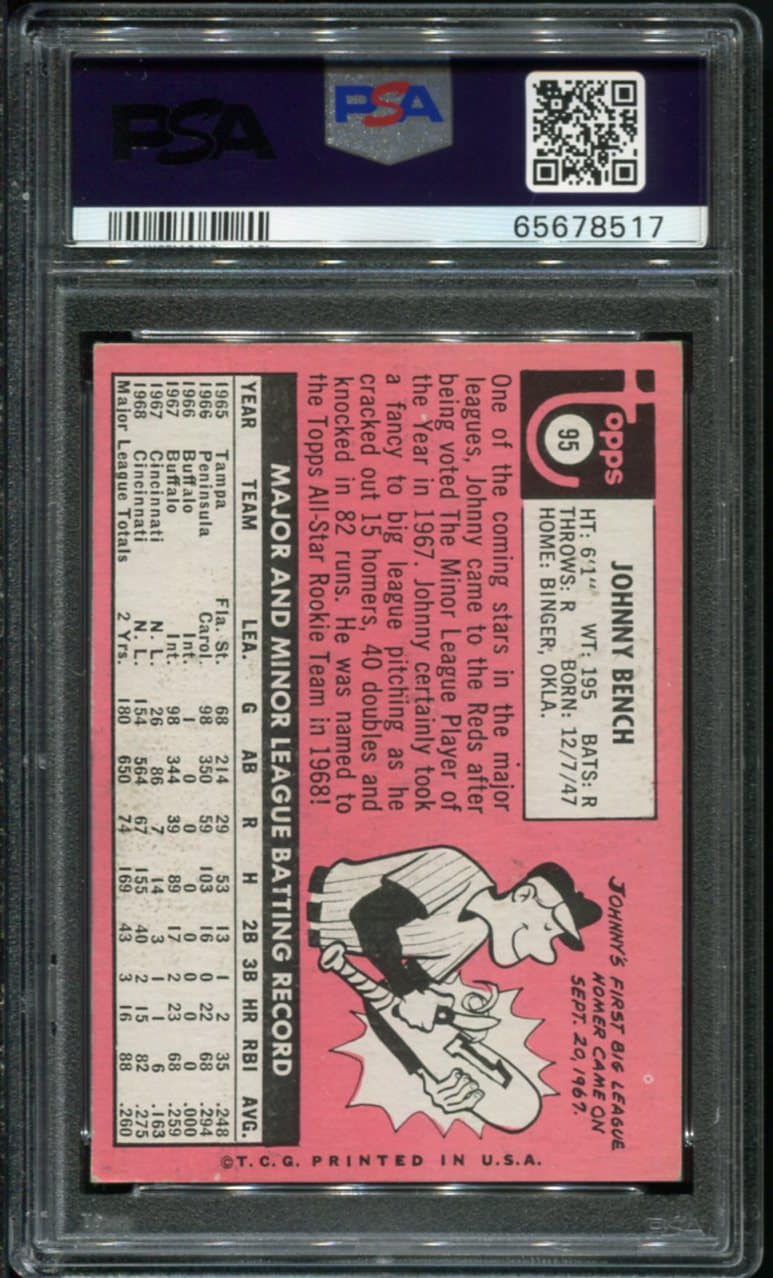 PSA
PSA
65678517
Topps
95
JOHNNY BENCH
HT: 6'1" WT: 195 BATS: R
THROWS: R BORN: 12/7/47
HOME: BINGER, OKLA.
One of the coming stars in the major
leagues, Johnny came to the Reds after
being voted The Minor League Player of
the Year in 1967. Johnny certainly took
a fancy to big league pitching as he
cracked out 15 homers, 40 doubles and
knocked in 82 runs. He was named to
the Topps All-Star Rookie Team in 1968!
JOHNNY'S FIRST BIG LEAGUE
HOMER CAME ON
SEPT. 20, 1967.
1
MAJOR AND MINOR LEAGUE BATTING RECORD
YEAR TEAM LEA. G AB R H 2B 3B HR RBI AVG.
1965 Tampa Fla. St. 68 214 29 53 13 1 2 35 .248
1966 Peninsula Carol. 98 350 59 103 16 0 22 68 .294
1966 Buffalo Int. 1 0 0 0 0 0 0 0 .000
1967 Buffalo Int. 98 344 39 89 17 2 23 68 .259
1967 Cincinnati N. L. 26 86 7 14 3 1 1 6 .163
1968 Cincinnati N. L. 154 564 67 155 40 2 15 82 .275
Major League Totals 2 Yrs. 180 650 74 169 43 3 16 88 .260
©T.C.G. PRINTED IN U.S.A.
PSA